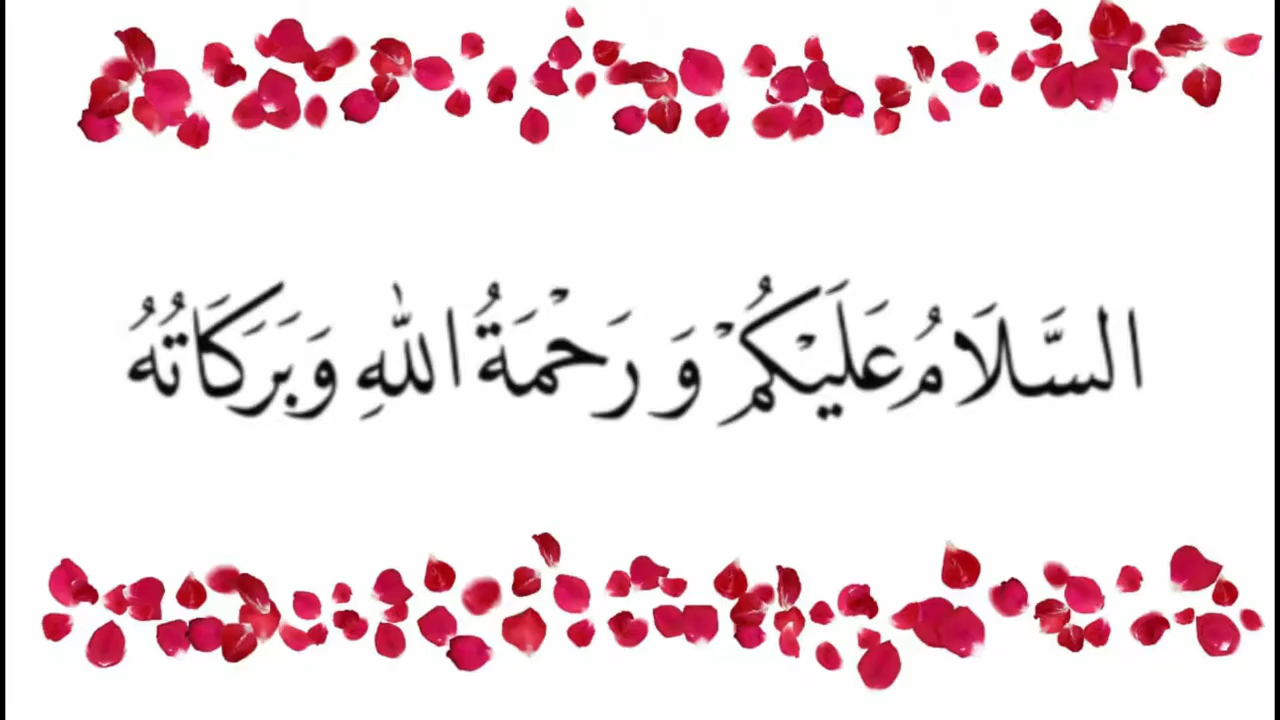 السَّلَامُ عَلَيْكُمْ وَ رَحْمَةُ اللهِ وَبَرَكَاتُهُ